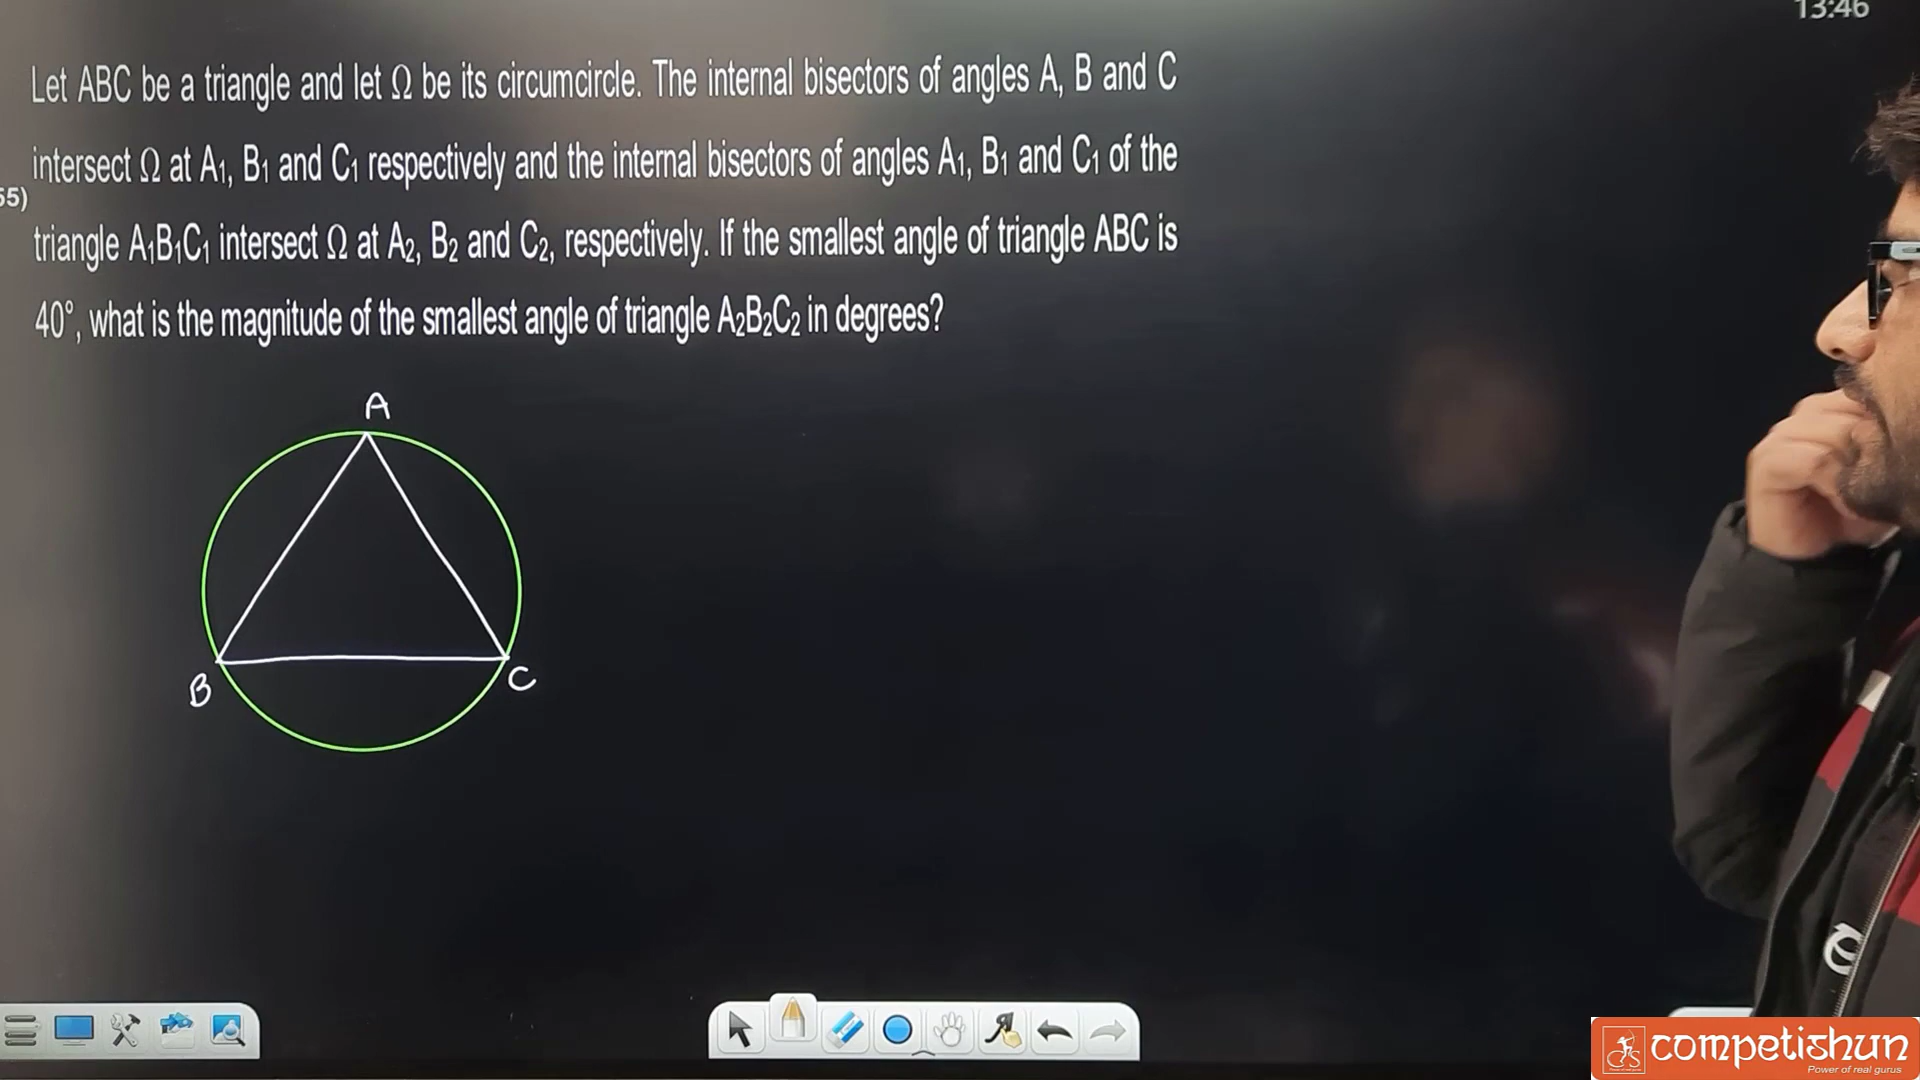 13:46
Let ABC be a triangle and let Ω be its circumcircle. The internal bisectors of angles A, B and C
intersect Ω at A₁, B₁ and C₁ respectively and the internal bisectors of angles A₁, B₁ and C₁ of the
55)
triangle A₁B₁C₁ intersect Ω at A₂, B₂ and C₂, respectively. If the smallest angle of triangle ABC is
40°, what is the magnitude of the smallest angle of triangle A₂B₂C₂ in degrees?
A
B
C
competishun
Power of real gurus